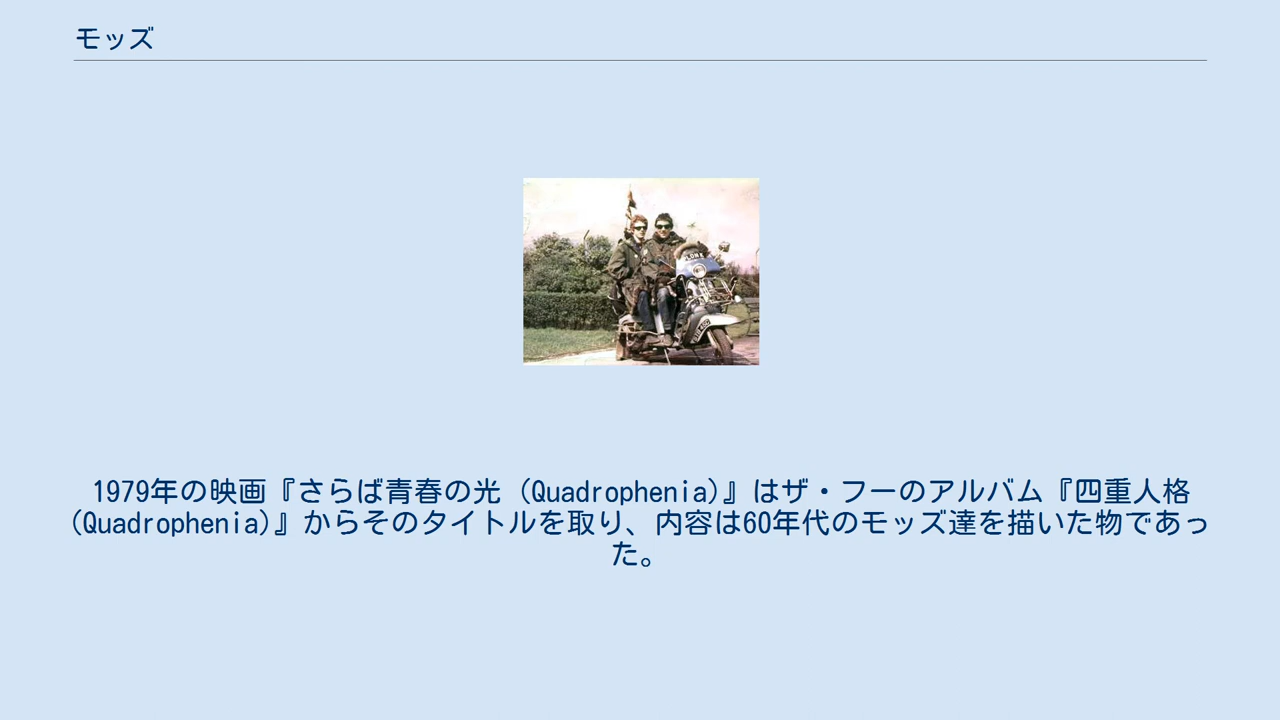 モッズ
1979年の映画『さらば青春の光 (Quadrophenia)』はザ・フーのアルバム『四重人格
(Quadrophenia)』からそのタイトルを取り、内容は60年代のモッズ達を描いた物であっ
た。